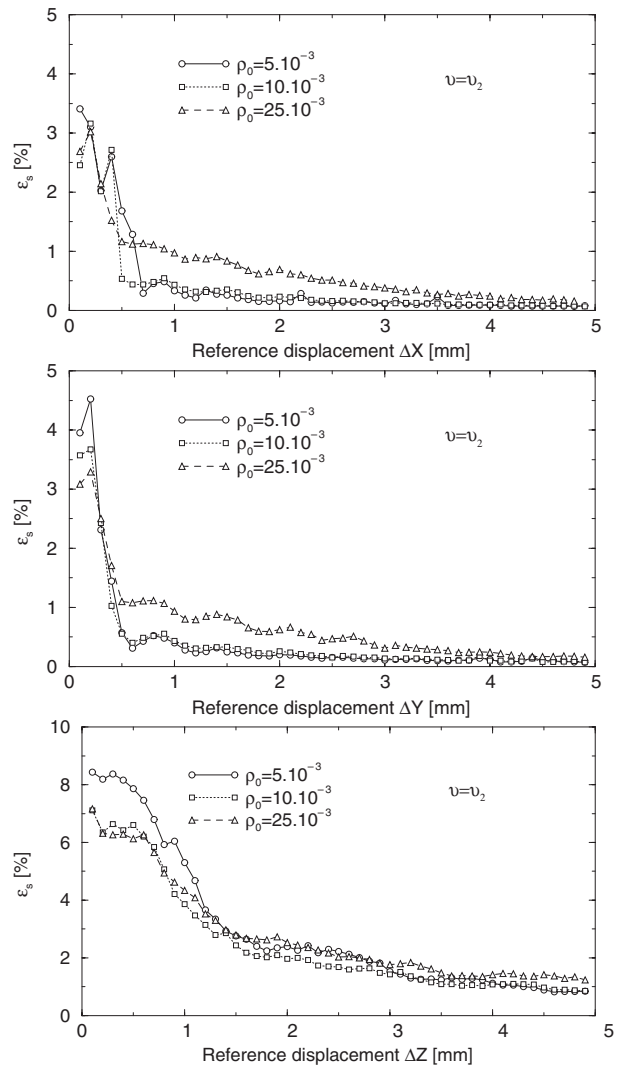 5
4
3
2
1
0
ε_s [%]
ρ₀=5.10⁻³
ρ₀=10.10⁻³
ρ₀=25.10⁻³
υ=υ₂
0 1 2 3 4 5
Reference displacement ΔX [mm]
5
4
3
2
1
0
ε_s [%]
ρ₀=5.10⁻³
ρ₀=10.10⁻³
ρ₀=25.10⁻³
υ=υ₂
0 1 2 3 4 5
Reference displacement ΔY [mm]
10
8
6
4
2
0
ε_s [%]
ρ₀=5.10⁻³
ρ₀=10.10⁻³
ρ₀=25.10⁻³
υ=υ₂
0 1 2 3 4 5
Reference displacement ΔZ [mm]